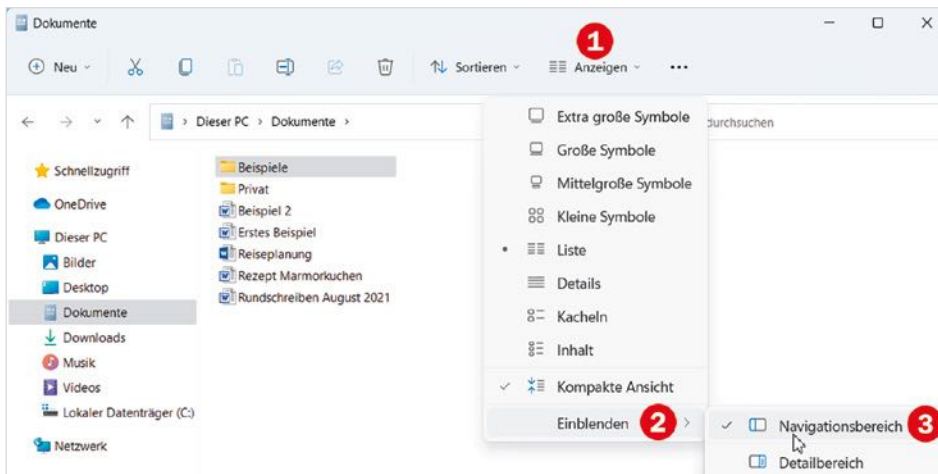 Dokumente
1
Neu
Sortieren
Anzeigen
Dieser PC > Dokumente >
durchsuchen
Schnellzugriff
OneDrive
Dieser PC
Bilder
Desktop
Dokumente
Downloads
Musik
Videos
Lokaler Datenträger (C:)
Netzwerk
Beispiele
Privat
Beispiel 2
Erstes Beispiel
Reiseplanung
Rezept Marmorkuchen
Rundschreiben August 2021
Extra große Symbole
Große Symbole
Mittelgroße Symbole
Kleine Symbole
Liste
Details
Kacheln
Inhalt
Kompakte Ansicht
Einblenden 2
Navigationsbereich 3
Detailbereich